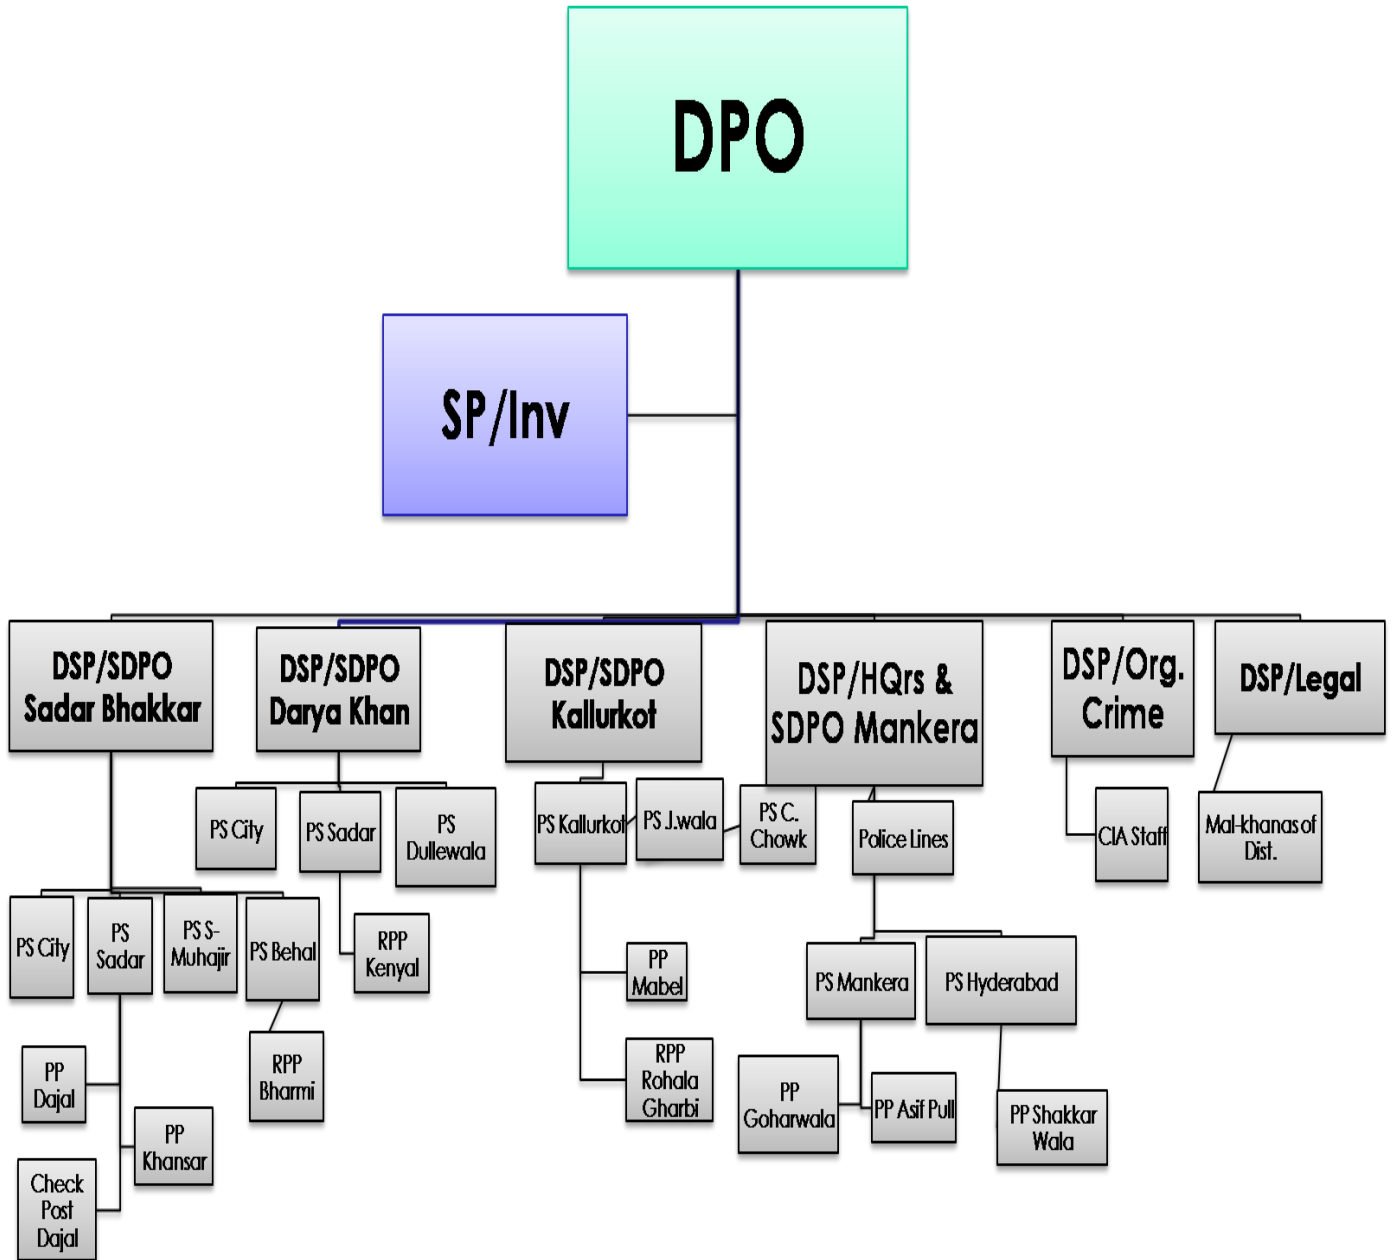 DPO
SP/Inv
DSP/SDPO
Sadar Bhakkar
DSP/SDPO
Darya Khan
DSP/SDPO
Kallurkot
DSP/HQrs &
SDPO Mankera
DSP/Org.
Crime
DSP/Legal
PS City
PS Sadar
PS
Dullewala
PS Kallurkot
PS J.wala
PS C.
Chowk
Police Lines
CIA Staff
Mal-khanas of
Dist.
PS City
PS
Sadar
PS S-
Muhajir
PS Behal
RPP
Kenyal
PP
Mabel
PS Mankera
PS Hyderabad
PP
Dajal
RPP
Bharmi
RPP
Rohala
Gharbi
PP
Goharwala
PP Asif Pull
PP Shakkar
Wala
PP
Khansar
Check
Post
Dajal